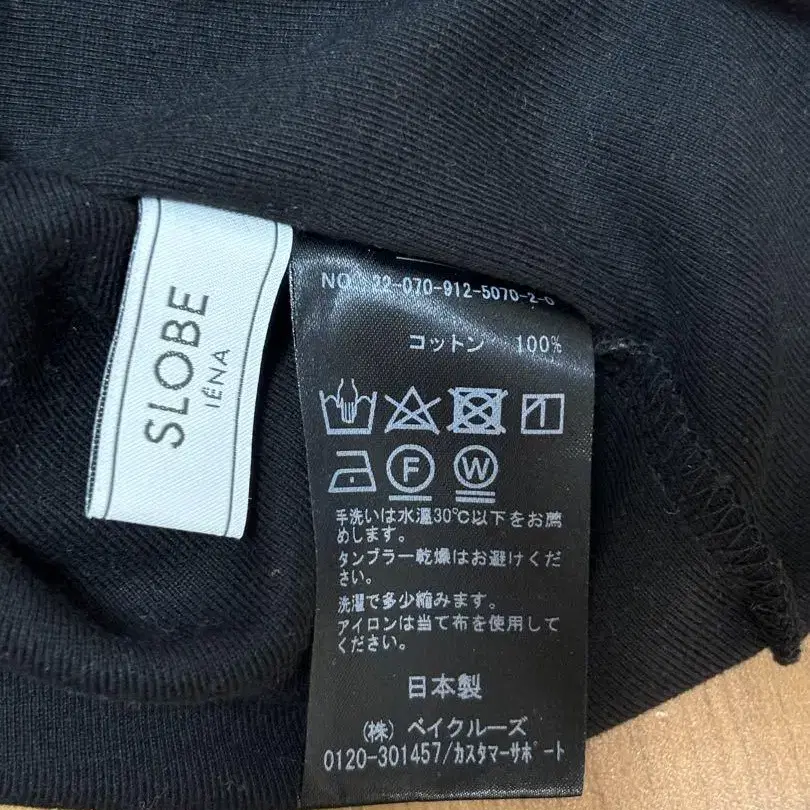 SLOBE
IÉNA
NO. 22-070-912-5070-2-0
コットン 100%
F W
手洗いは水温30℃以下をお薦
めします。
タンブラー乾燥はお避けくだ
さい。
洗濯で多少縮みます。
アイロンは当て布を使用して
ください。
日本製
(株) ベイクルーズ
0120-301457/カスタマーサポート